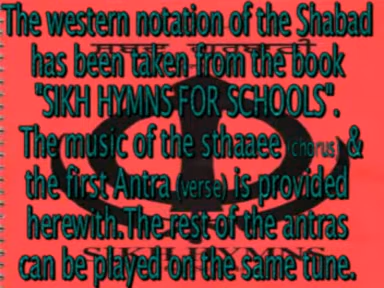 The western notation of the Shabad
has been taken from the book
"SIKH HYMNS FOR SCHOOLS".
The music of the sthaaee (chorus) &
the first Antra (verse) is provided
herewith.The rest of the antras
SIKH HYMNS
can be played on the same tune.